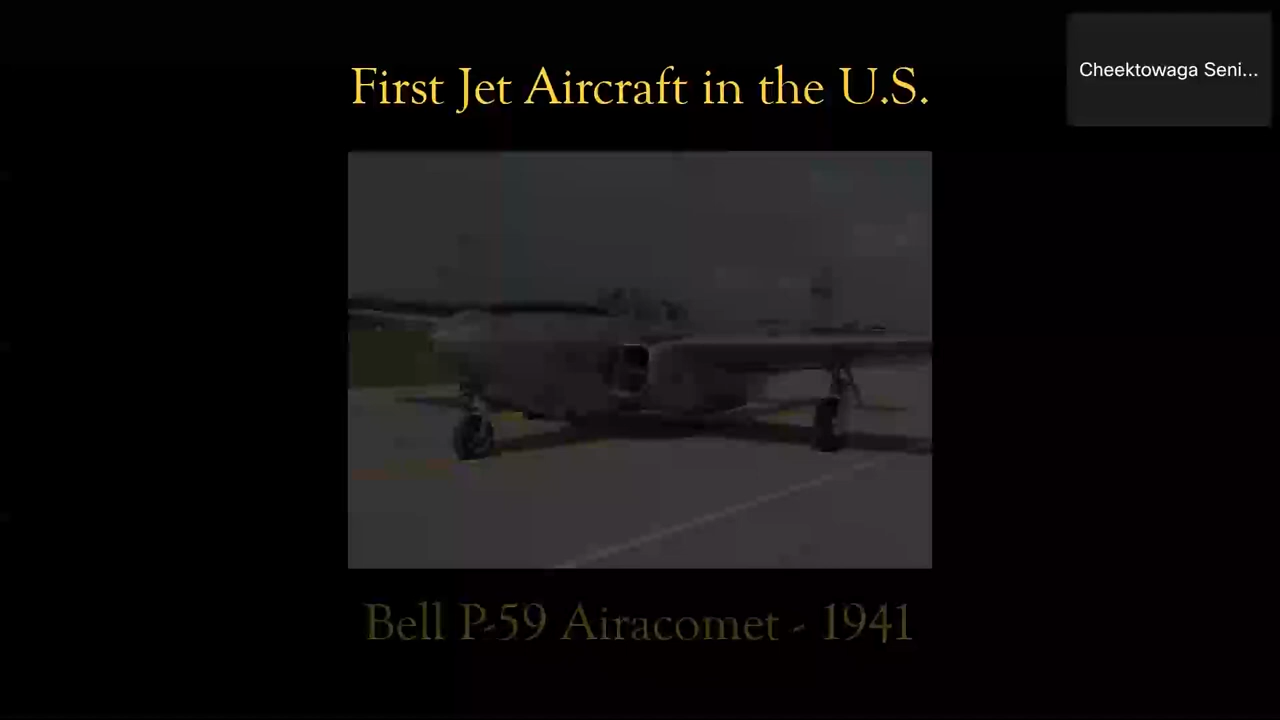 First Jet Aircraft in the U.S.
Cheektowaga Seni...
Bell P-59 Airacomet - 1941